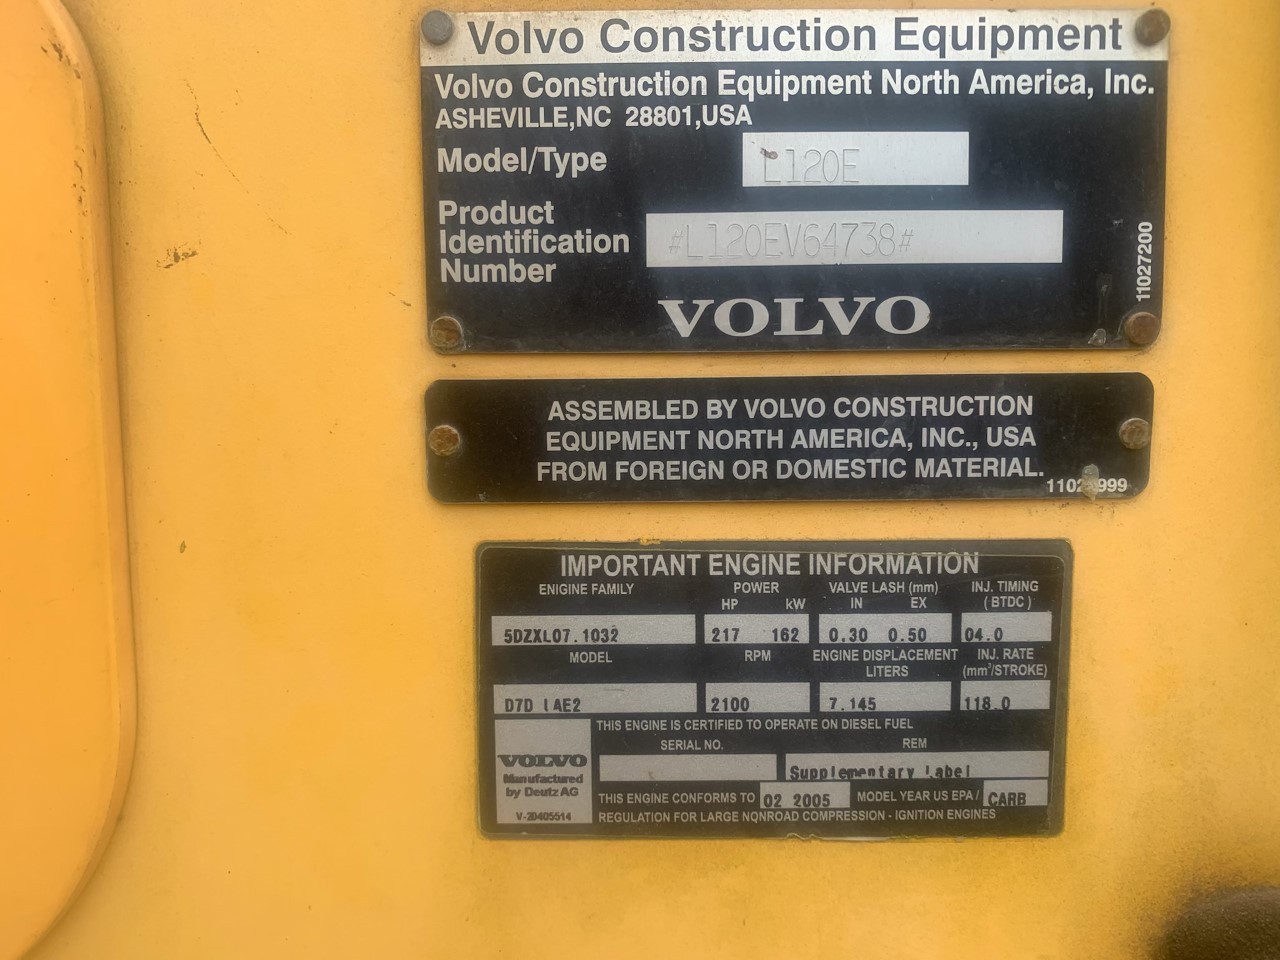 Volvo Construction Equipment
Volvo Construction Equipment North America, Inc.
ASHEVILLE,NC 28801,USA
Model/Type L120E
Product
Identification
Number
#L120EV64738#
VOLVO
11027200
ASSEMBLED BY VOLVO CONSTRUCTION
EQUIPMENT NORTH AMERICA, INC., USA
FROM FOREIGN OR DOMESTIC MATERIAL.
IMPORTANT ENGINE INFORMATION
ENIGINE FAMILY POWER VALVE LASH (mm) INJ. TIMING
HP kW IN EX ( BTDC )
5DZXL07.1032 217 162 0.30 0.50 04.0
MODEL RPM ENGINE DISPLACEMENT INJ. RATE
LITERS (mm³/STROKE)
D7D LAE2 2100 7.145 118.0
THIS ENGINE IS CERTIFIED TO OPERATE ON DIESEL FUEL
SERIAL NO. REM
VOLVO
Manufactured
by Deutz AG
V-20405514
Supplementary Label
THIS ENGINE CONFORMS TO 02 2005 MODEL YEAR US EPA / CARB
REGULATION FOR LARGE NONROAD COMPRESSION - IGNITION ENGINES